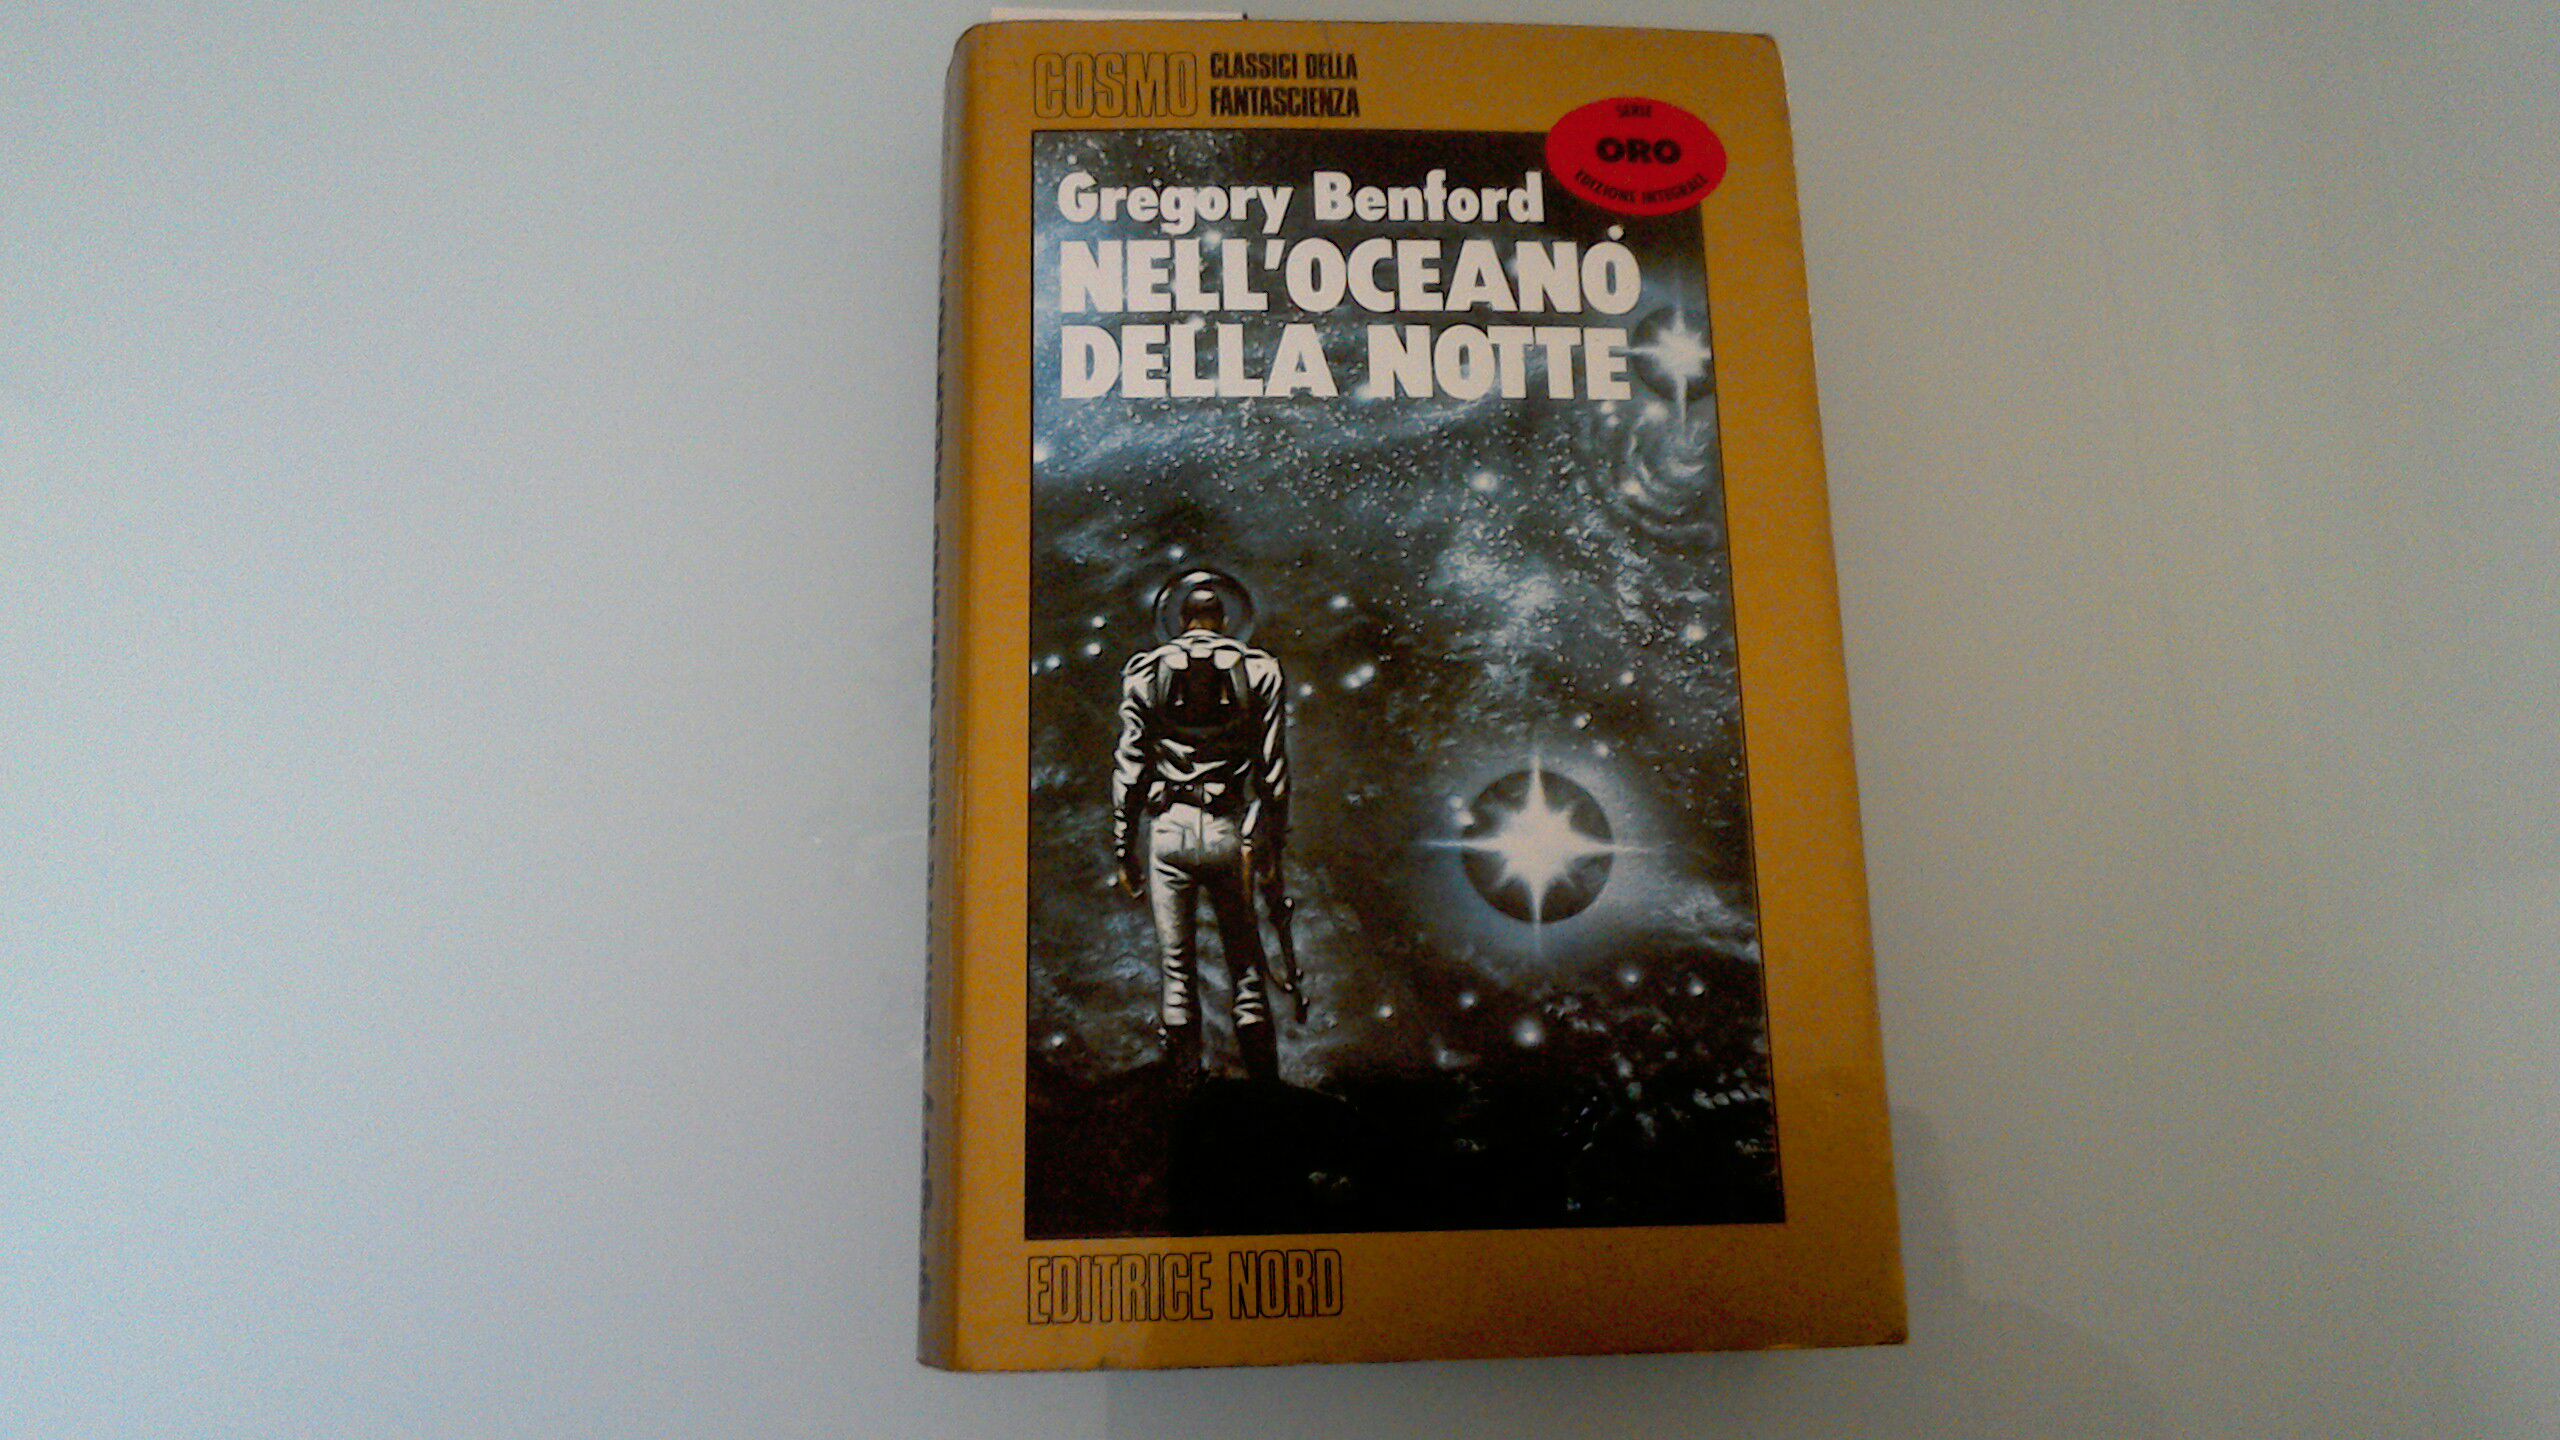 COSMO CLASSICI DELLA
FANTASCIENZA
SERIE
ORO
EDIZIONE INTEGRALE
Gregory Benford
NELL'OCEANO
DELLA NOTTE
EDITRICE NORD